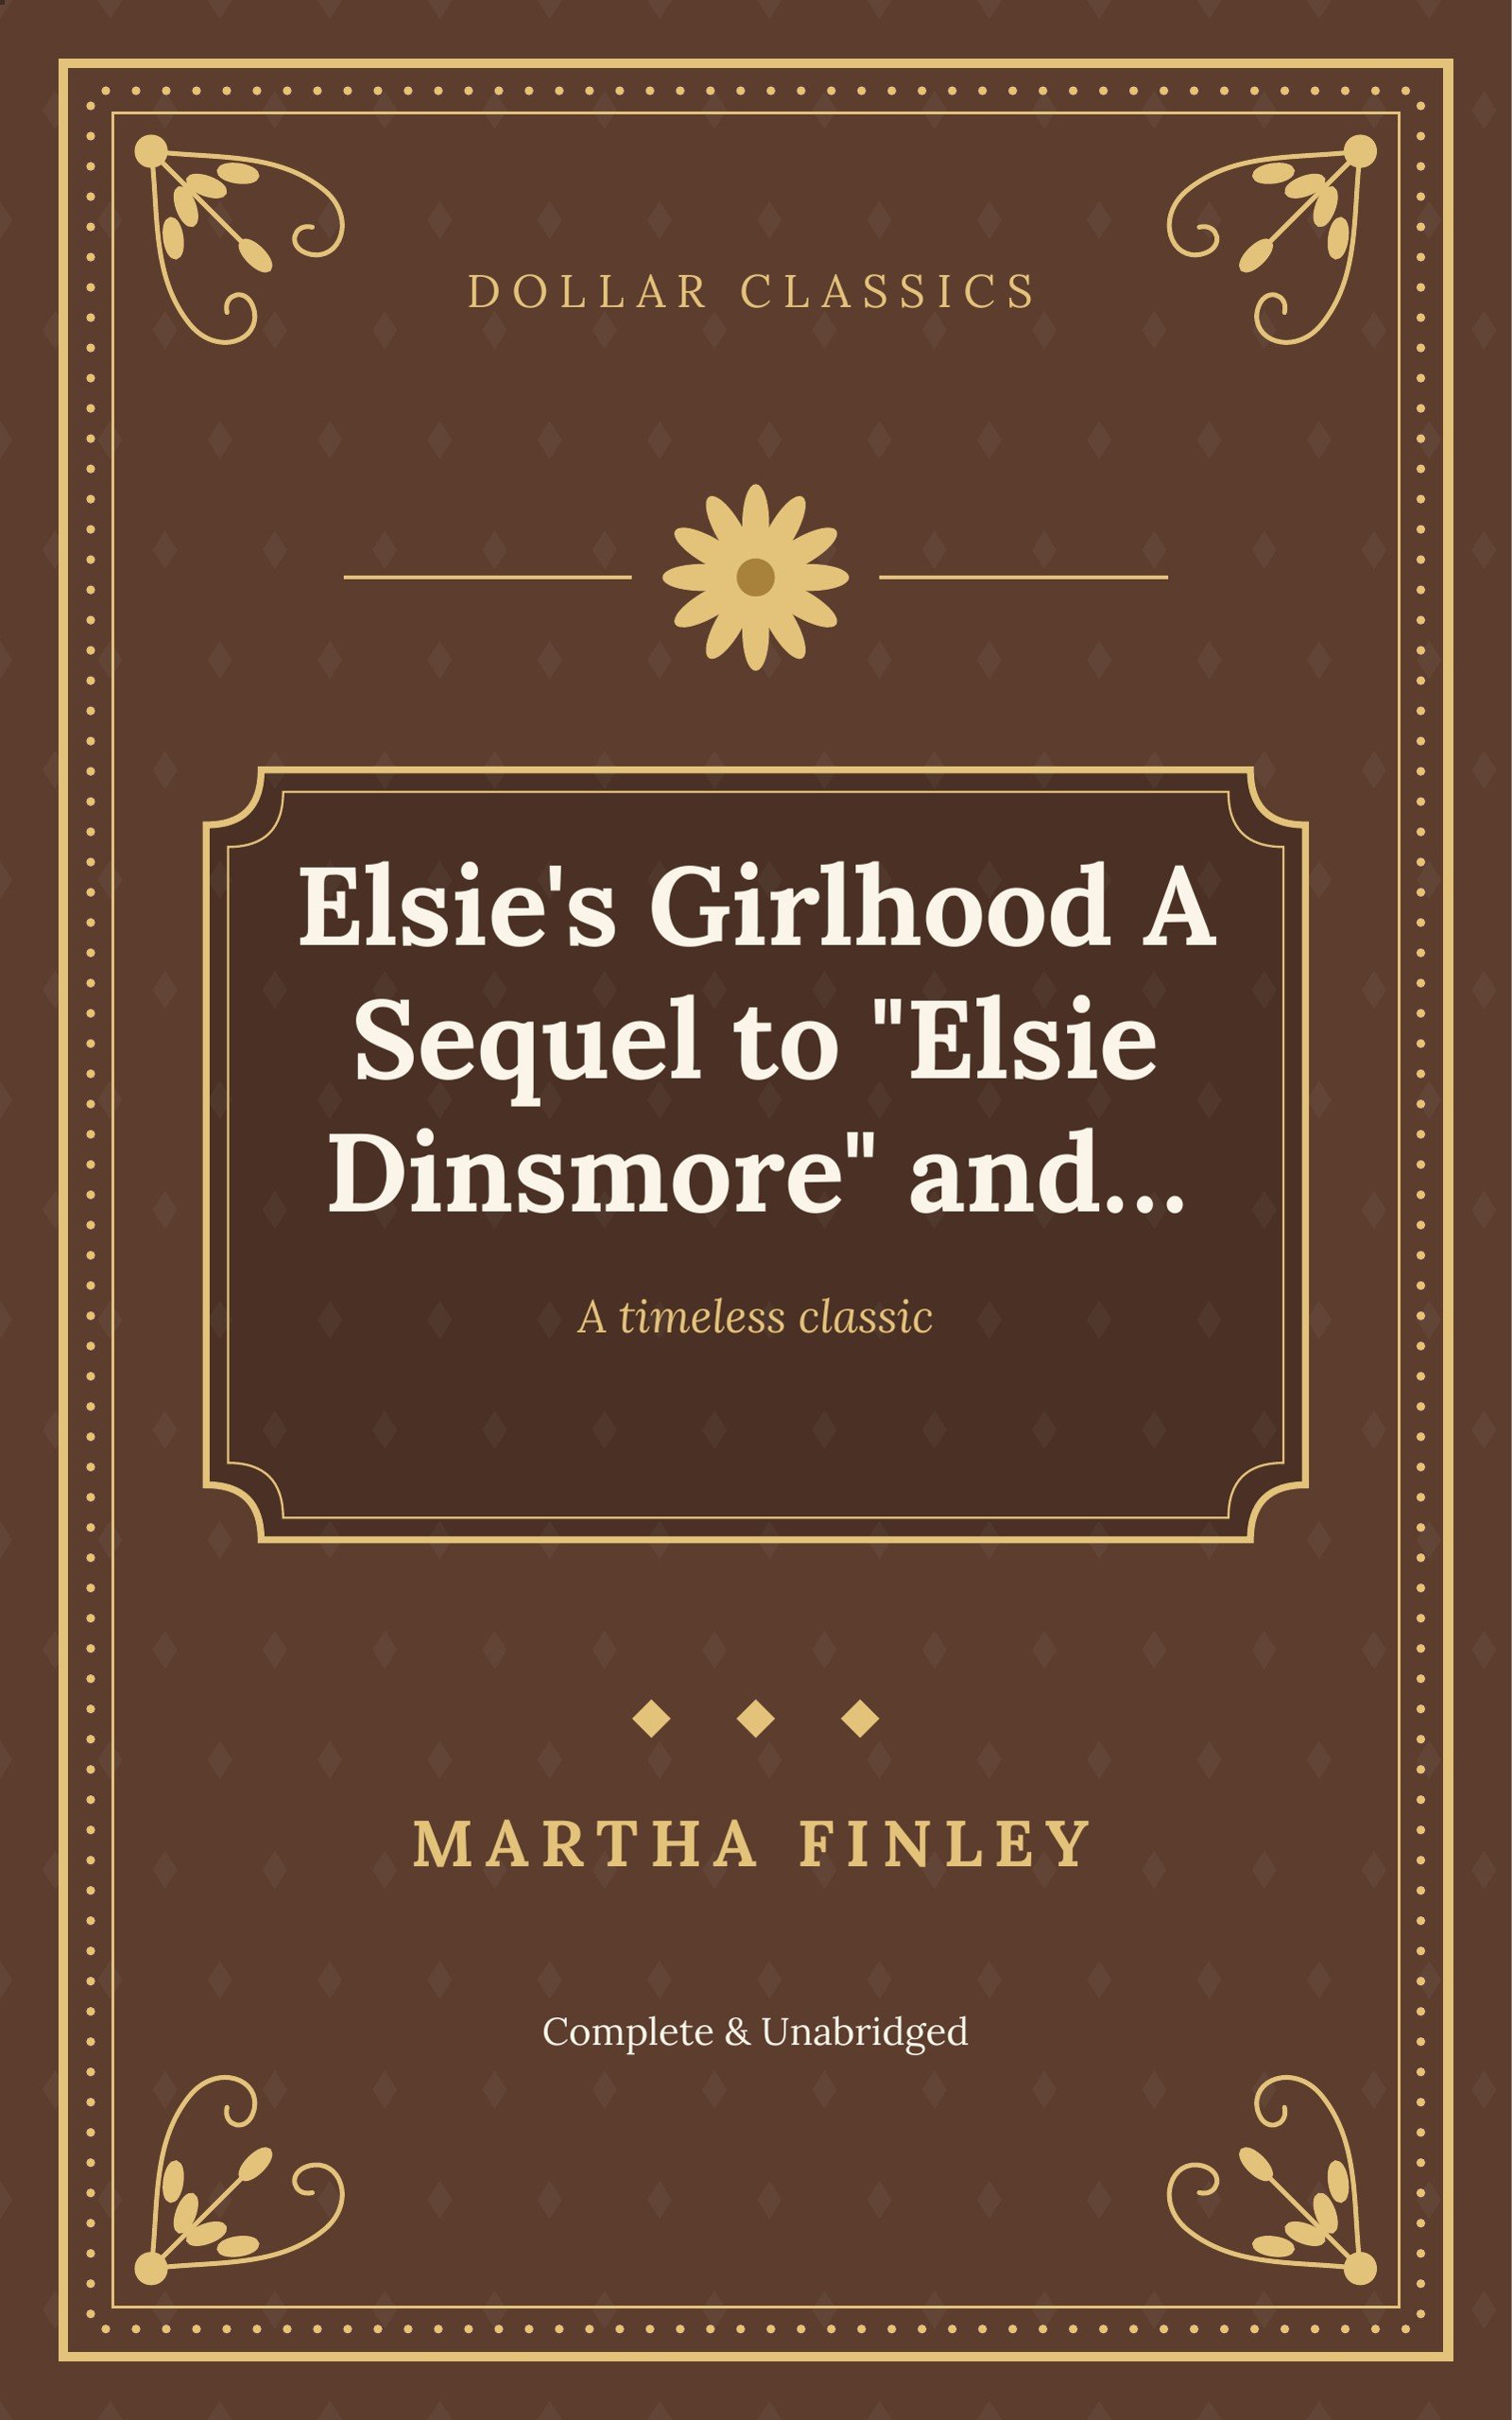 DOLLAR CLASSICS
Elsie's Girlhood A
Sequel to "Elsie
Dinsmore" and...
A timeless classic
MARTHA FINLEY
Complete & Unabridged